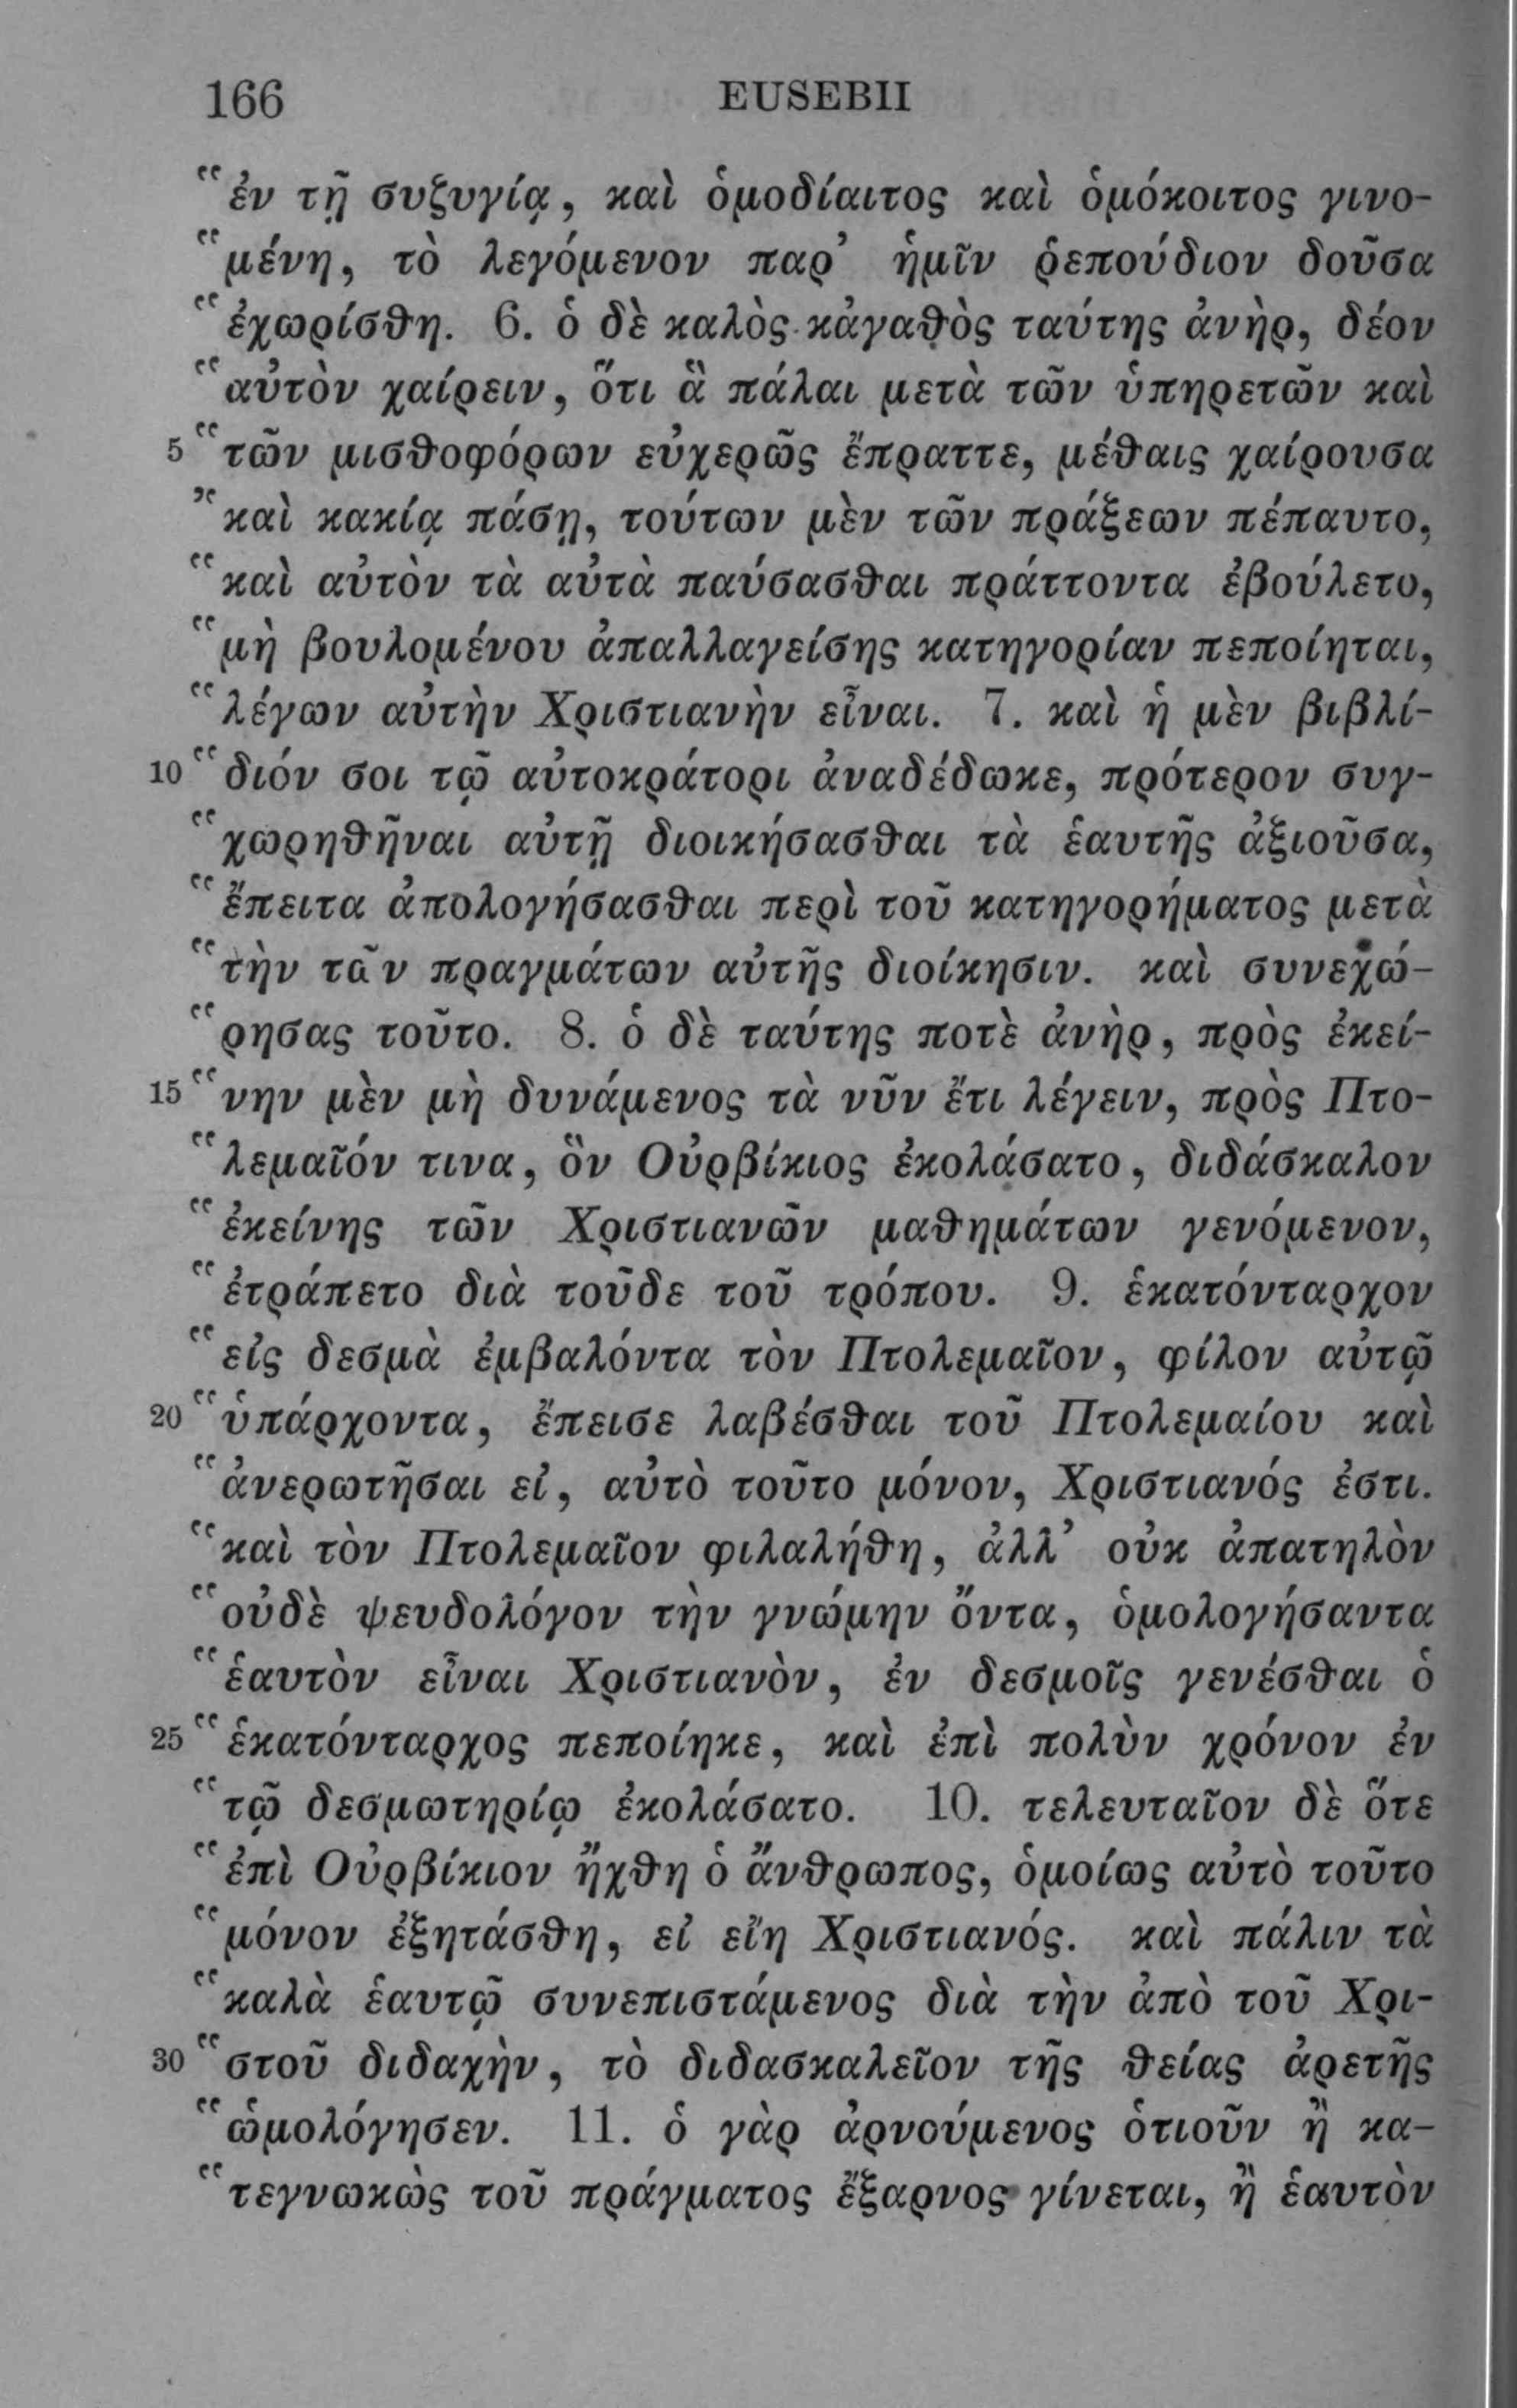 166 EUSEBII
“ἐν τῇ συζυγίᾳ, καὶ ὁμοδίαιτος καὶ ὁμόκοιτος γινο-
“μένη, τὸ λεγόμενον παρ’ ἡμῖν ῥεπούδιον δοῦσα
“ἐχωρίσθη. 6. ὁ δὲ καλὸς κἀγαθὸς ταύτης ἀνὴρ, δέον
“αὐτὸν χαίρειν, ὅτι ἃ πάλαι μετὰ τῶν ὑπηρετῶν καὶ
5 “τῶν μισθοφόρων εὐχερῶς ἔπραττε, μέθαις χαίρουσα
“καὶ κακίᾳ πάσῃ, τούτων μὲν τῶν πράξεων πέπαυτο,
“καὶ αὐτὸν τὰ αὐτὰ παύσασθαι πράττοντα ἐβούλετο,
“μὴ βουλομένου ἀπαλλαγείσης κατηγορίαν πεποίηται,
“λέγων αὐτὴν Χριστιανὴν εἶναι. 7. καὶ ἡ μὲν βιβλί-
10 “διόν σοι τῷ αὐτοκράτορι ἀναδέδωκε, πρότερον συγ-
“χωρηθῆναι αὐτῇ διοικήσασθαι τὰ ἑαυτῆς ἀξιοῦσα,
“ἔπειτα ἀπολογήσασθαι περὶ τοῦ κατηγορήματος μετὰ
“τὴν τῶν πραγμάτων αὐτῆς διοίκησιν. καὶ συνεχώ-
“ρησας τοῦτο. 8. ὁ δὲ ταύτης ποτὲ ἀνὴρ, πρὸς ἐκεί-
15 “νην μὲν μὴ δυνάμενος τὰ νῦν ἔτι λέγειν, πρὸς Πτο-
“λεμαῖόν τινα, ὃν Οὐρβίκιος ἐκολάσατο, διδάσκαλον
“ἐκείνης τῶν Χριστιανῶν μαθημάτων γενόμενον,
“ἐτράπετο διὰ τοῦδε τοῦ τρόπου. 9. ἑκατόνταρχον
“εἰς δεσμὰ ἐμβαλόντα τὸν Πτολεμαῖον, φίλον αὐτῷ
20 “ὑπάρχοντα, ἔπεισε λαβέσθαι τοῦ Πτολεμαίου καὶ
“ἀνερωτῆσαι εἰ, αὐτὸ τοῦτο μόνον, Χριστιανός ἐστι.
“καὶ τὸν Πτολεμαῖον φιλαλήθη, ἀλλ’ οὐκ ἀπατηλὸν
“οὐδὲ ψευδολόγον τὴν γνώμην ὄντα, ὁμολογήσαντα
“ἑαυτὸν εἶναι Χριστιανὸν, ἐν δεσμοῖς γενέσθαι ὁ
25 “ἑκατόνταρχος πεποίηκε, καὶ ἐπὶ πολὺν χρόνον ἐν
“τῷ δεσμωτηρίῳ ἐκολάσατο. 10. τελευταῖον δὲ ὅτε
“ἐπὶ Οὐρβίκιον ἤχθη ὁ ἄνθρωπος, ὁμοίως αὐτὸ τοῦτο
“μόνον ἐξητάσθη, εἰ εἴη Χριστιανός. καὶ πάλιν τὰ
“καλὰ ἑαυτῷ συνεπιστάμενος διὰ τὴν ἀπὸ τοῦ Χρι-
30 “στοῦ διδαχὴν, τὸ διδασκαλεῖον τῆς θείας ἀρετῆς
“ὡμολόγησεν. 11. ὁ γὰρ ἀρνούμενος ὁτιοῦν ἢ κα-
“τεγνωκὼς τοῦ πράγματος ἔξαρνος γίνεται, ἢ ἑαυτὸν